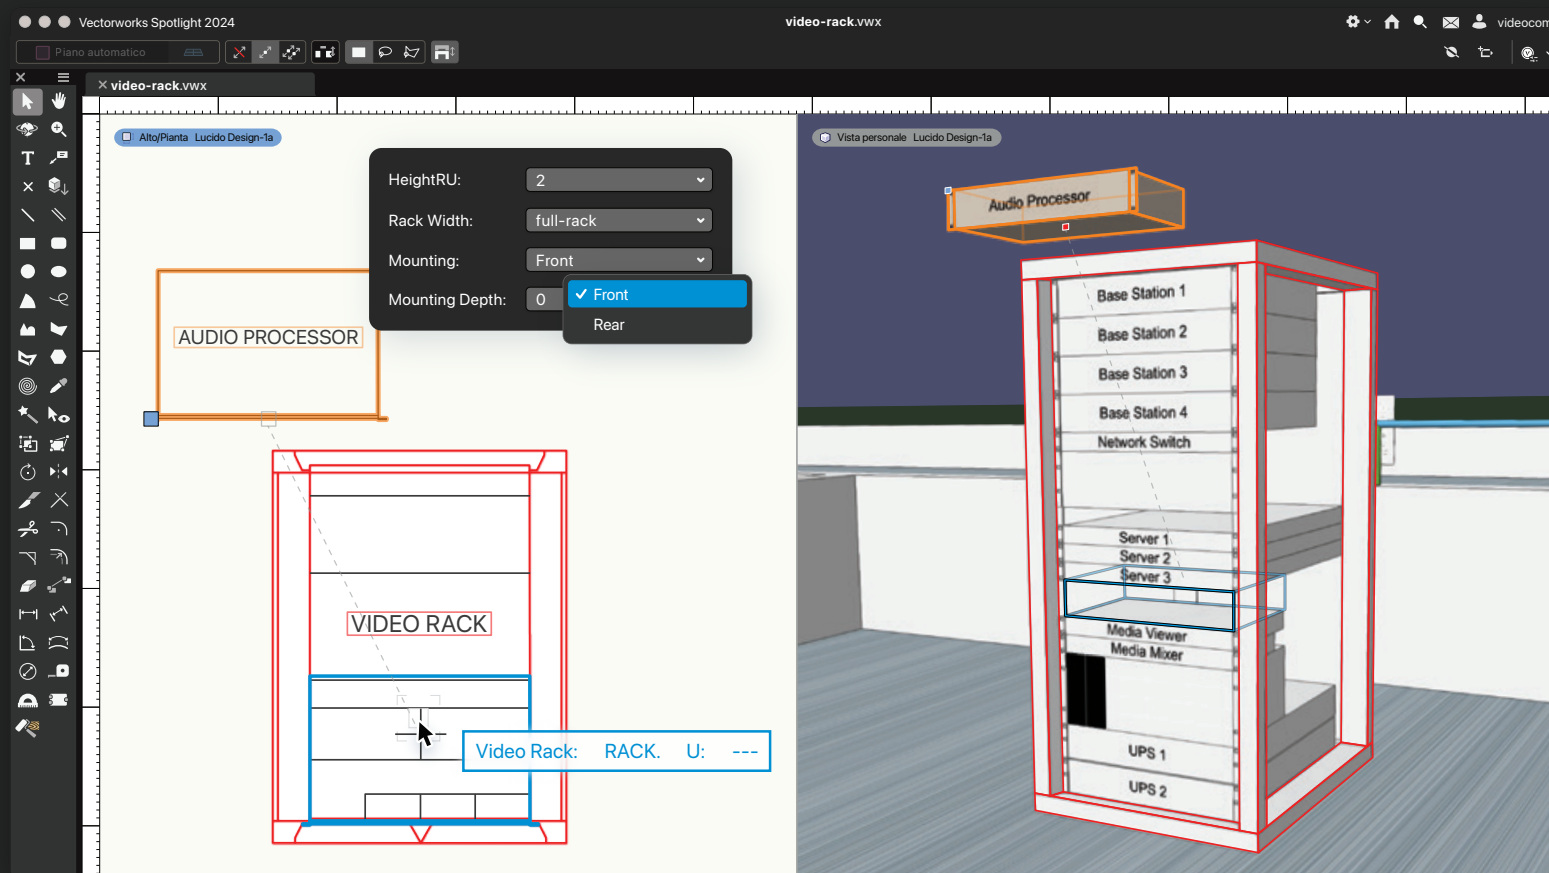 Vectorworks Spotlight 2024
video-rack.vwx
videocom
Piano automatico
video-rack.vwx
Alto/Pianta Lucido Design-1a
Vista personale Lucido Design-1a
HeightRU: 2
Rack Width: full-rack
Mounting: Front
Mounting Depth: 0
Front
Rear
AUDIO PROCESSOR
VIDEO RACK
Video Rack: RACK. U: ---
Audio Processor
Base Station 1
Base Station 2
Base Station 3
Base Station 4
Network Switch
Server 1
Server 2
Server 3
Media Viewer
Media Mixer
UPS 1
UPS 2